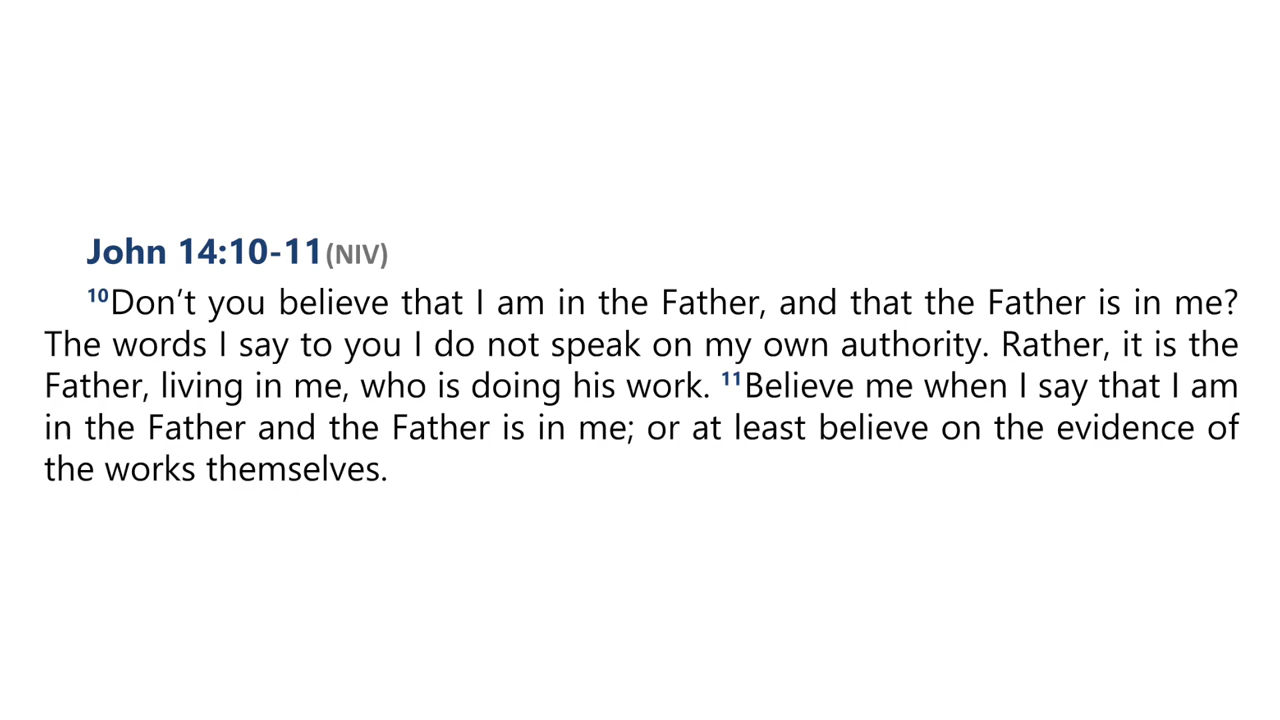 John 14:10-11(NIV)
10Don’t you believe that I am in the Father, and that the Father is in me?
The words I say to you I do not speak on my own authority. Rather, it is the
Father, living in me, who is doing his work. 11Believe me when I say that I am
in the Father and the Father is in me; or at least believe on the evidence of
the works themselves.